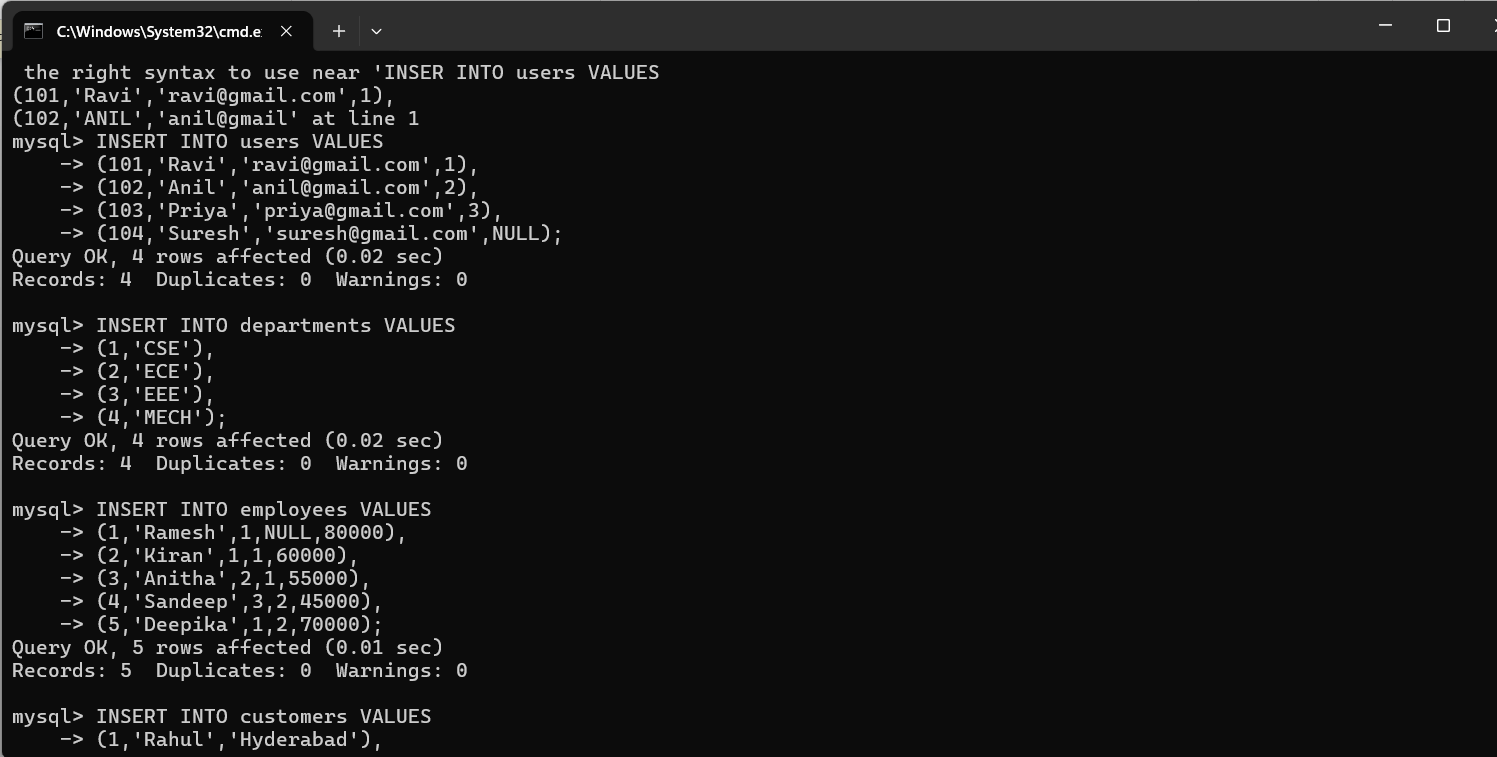 C:\Windows\System32\cmd.e
the right syntax to use near 'INSER INTO users VALUES
(101,'Ravi','ravi@gmail.com',1),
(102,'ANIL','anil@gmail' at line 1
mysql> INSERT INTO users VALUES
    -> (101,'Ravi','ravi@gmail.com',1),
    -> (102,'Anil','anil@gmail.com',2),
    -> (103,'Priya','priya@gmail.com',3),
    -> (104,'Suresh','suresh@gmail.com',NULL);
Query OK, 4 rows affected (0.02 sec)
Records: 4  Duplicates: 0  Warnings: 0
mysql> INSERT INTO departments VALUES
    -> (1,'CSE'),
    -> (2,'ECE'),
    -> (3,'EEE'),
    -> (4,'MECH');
Query OK, 4 rows affected (0.02 sec)
Records: 4  Duplicates: 0  Warnings: 0
mysql> INSERT INTO employees VALUES
    -> (1,'Ramesh',1,NULL,80000),
    -> (2,'Kiran',1,1,60000),
    -> (3,'Anitha',2,1,55000),
    -> (4,'Sandeep',3,2,45000),
    -> (5,'Deepika',1,2,70000);
Query OK, 5 rows affected (0.01 sec)
Records: 5  Duplicates: 0  Warnings: 0
mysql> INSERT INTO customers VALUES
    -> (1,'Rahul','Hyderabad'),